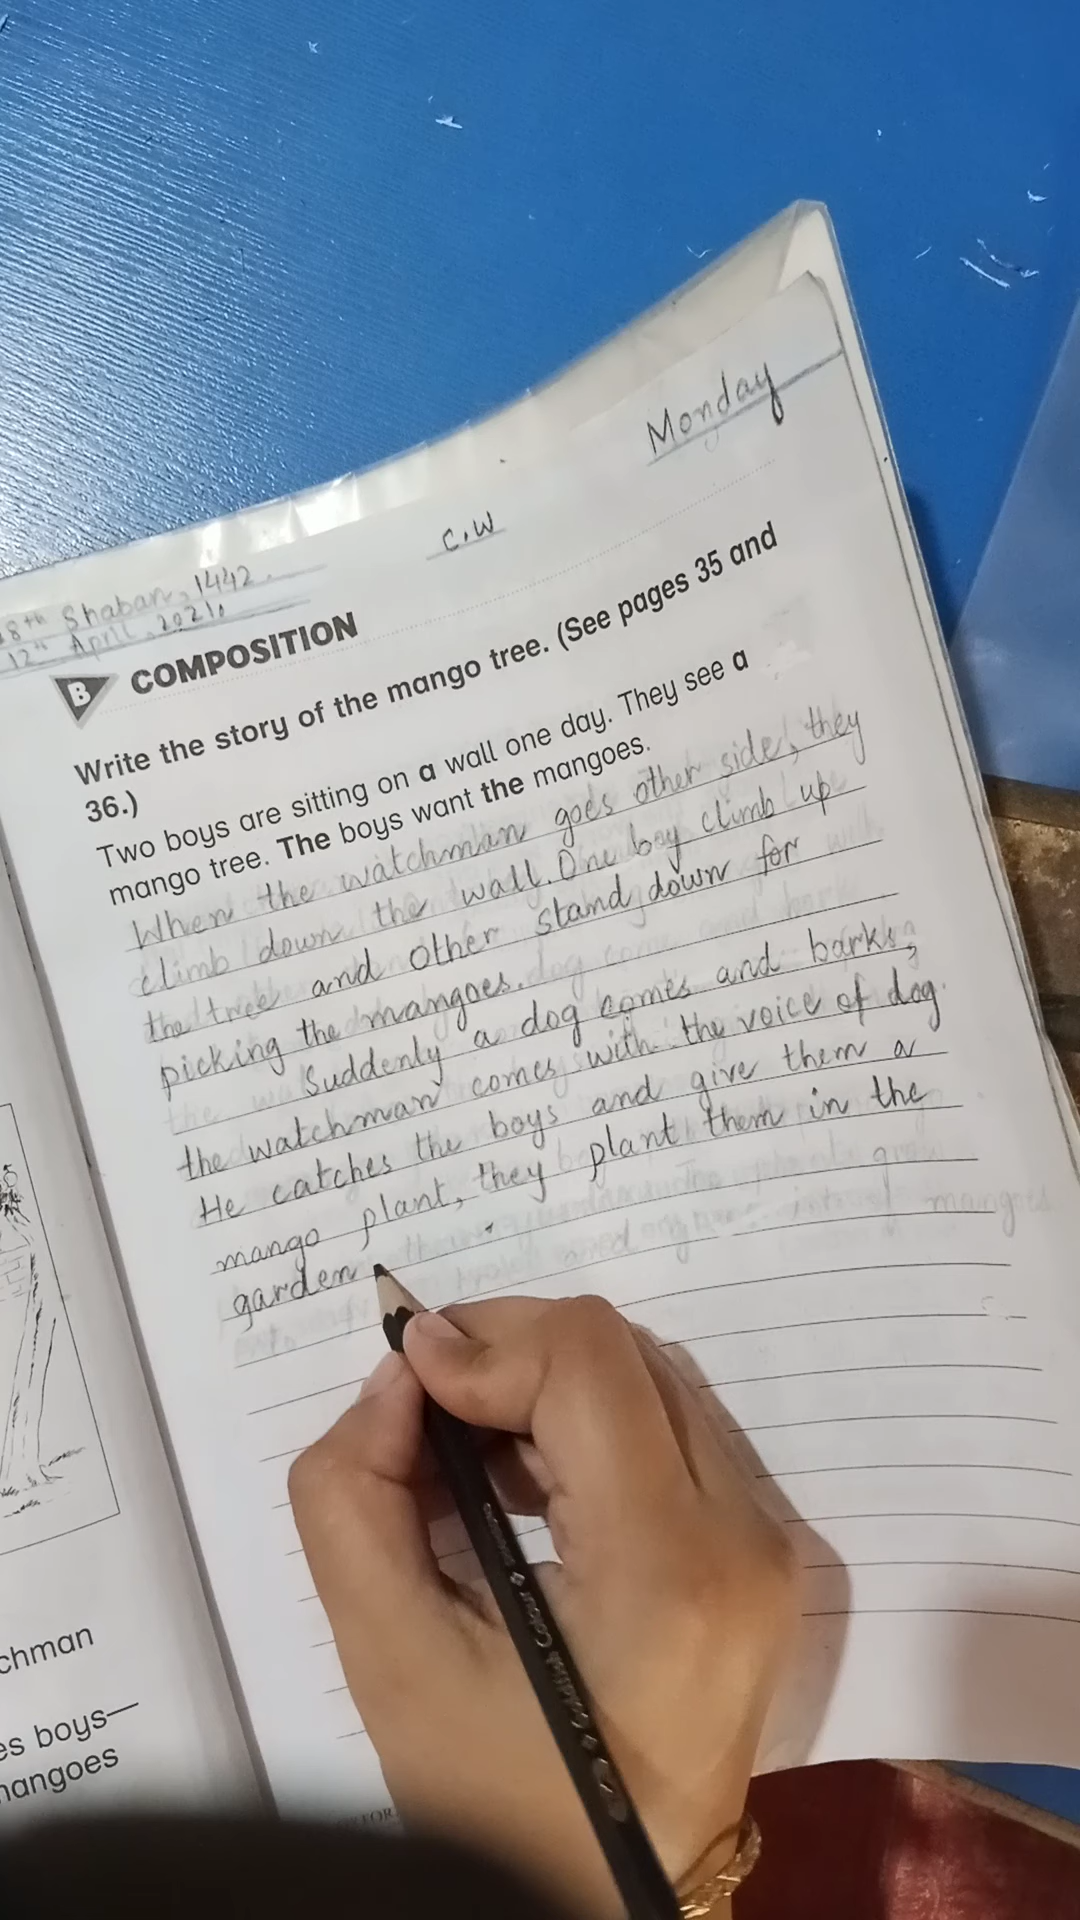 Monday
C.W
28th Shaban, 1442.
12th April, 2021.
B COMPOSITION
Write the story of the mango tree. (See pages 35 and
36.)
Two boys are sitting on a wall one day. They see a
mango tree. The boys want the mangoes.
When the watchman goes other side, they
climb down the wall. One boy climb up
the tree and other stand down for
picking the mangoes.
Suddenly a dog comes and barks,
the watchman comes with the voice of dog.
He catches the boys and give them a
mango plant, they plant them in the
garden
chman
es boys—
mangoes